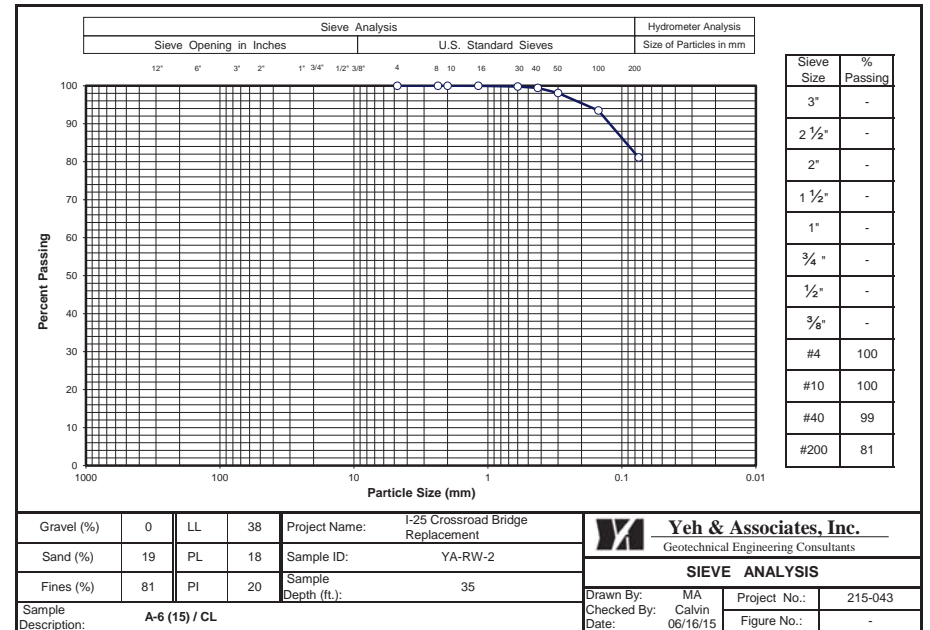 Sieve Analysis Hydrometer Analysis
Sieve Opening in Inches U.S. Standard Sieves Size of Particles in mm
12" 6" 3" 2" 1" 3/4" 1/2" 3/8" 4 8 10 16 30 40 50 100 200
100
90
80
70
60
50
40
30
20
10
0
Percent Passing
1000 100 10 1 0.1 0.01
Particle Size (mm)
Sieve Size % Passing
3" -
2 ½" -
2" -
1 ½" -
1" -
¾ " -
½" -
⅜" -
#4 100
#10 100
#40 99
#200 81
Gravel (%) 0 LL 38 Project Name: I-25 Crossroad Bridge Replacement
Sand (%) 19 PL 18 Sample ID: YA-RW-2
Fines (%) 81 PI 20 Sample Depth (ft.): 35
Sample Description: A-6 (15) / CL
Yeh & Associates, Inc.
Geotechnical Engineering Consultants
SIEVE ANALYSIS
Drawn By: MA Project No.: 215-043
Checked By: Calvin
Date: 06/16/15 Figure No.: -